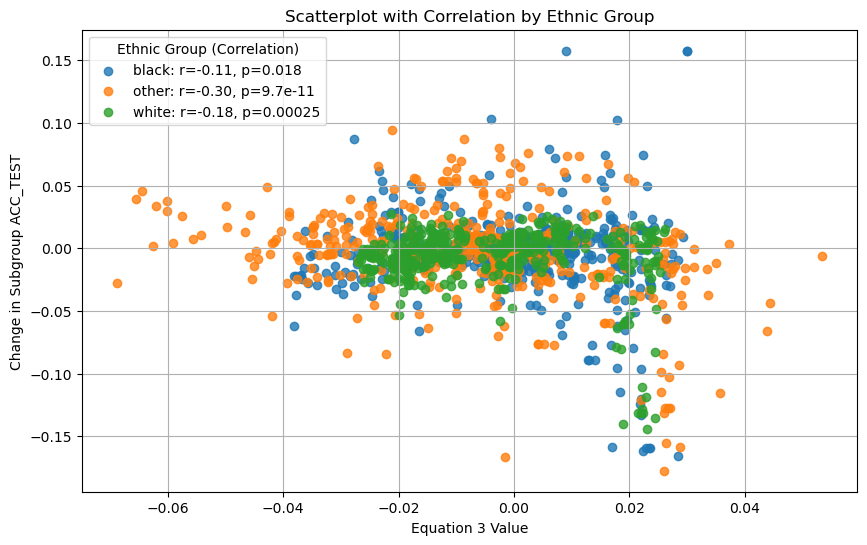 Scatterplot with Correlation by Ethnic Group
Ethnic Group (Correlation)
black: r=-0.11, p=0.018
other: r=-0.30, p=9.7e-11
white: r=-0.18, p=0.00025
Change in Subgroup ACC_TEST
0.15
0.10
0.05
0.00
−0.05
−0.10
−0.15
−0.06 −0.04 −0.02 0.00 0.02 0.04
Equation 3 Value